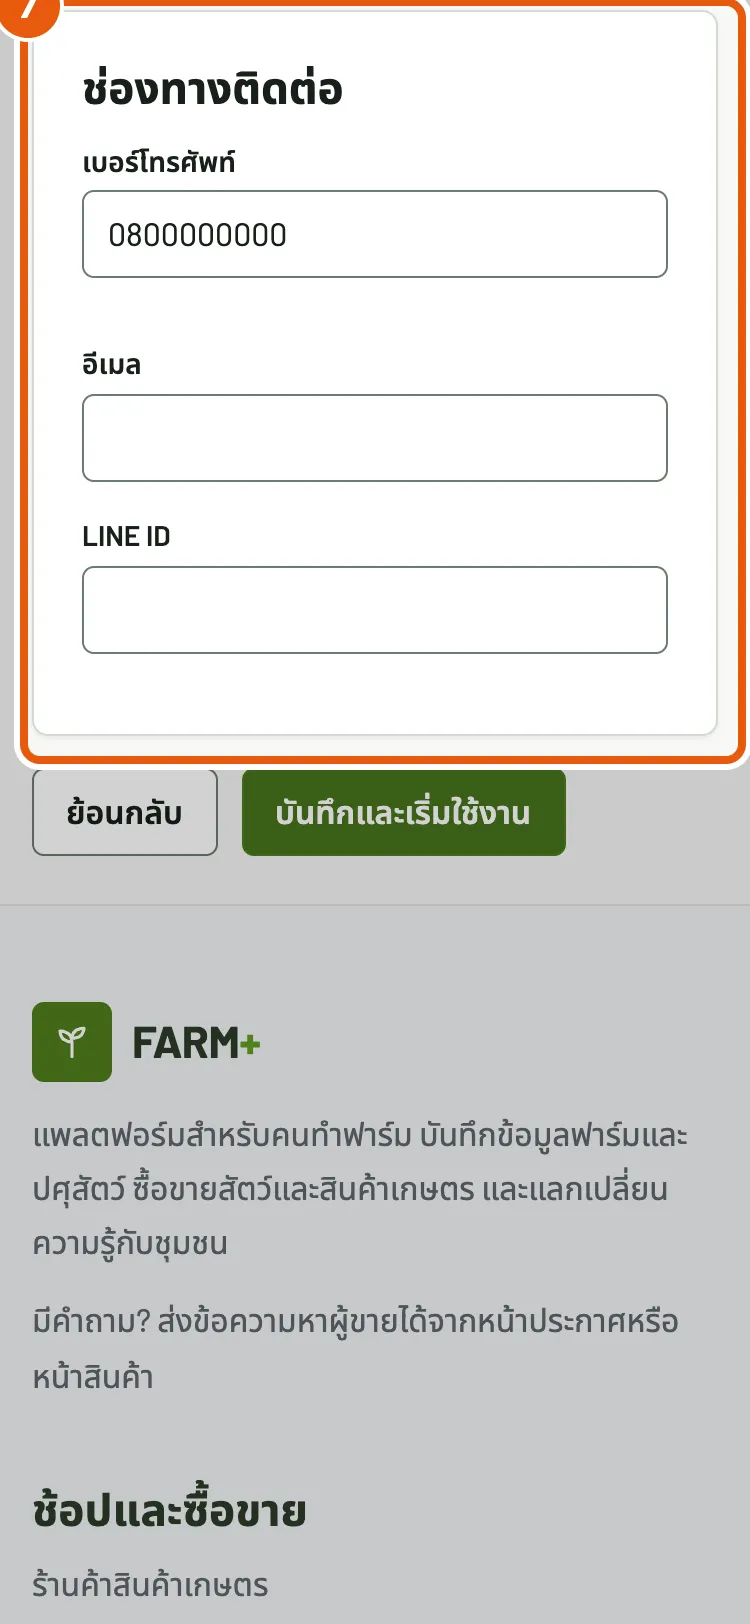 7
ช่องทางติดต่อ
เบอร์โทรศัพท์
0800000000
อีเมล
LINE ID
ย้อนกลับ
บันทึกและเริ่มใช้งาน
FARM+
แพลตฟอร์มสำหรับคนทำฟาร์ม บันทึกข้อมูลฟาร์มและ
ปศุสัตว์ ซื้อขายสัตว์และสินค้าเกษตร และแลกเปลี่ยน
ความรู้กับชุมชน
มีคำถาม? ส่งข้อความหาผู้ขายได้จากหน้าประกาศหรือ
หน้าสินค้า
ช้อปและซื้อขาย
ร้านค้าสินค้าเกษตร